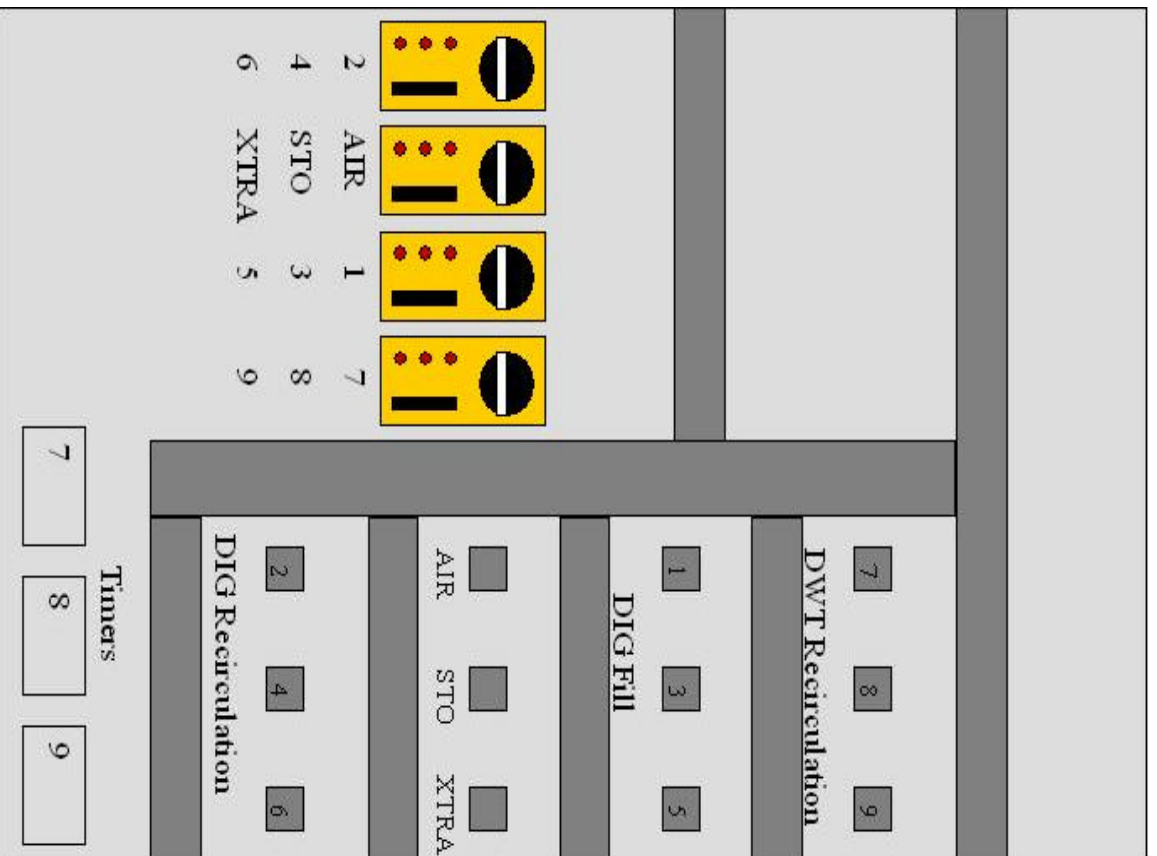 7 8 9
DWT Recirculation
1 3 5
DIG Fill
AIR STO XTRA
2 AIR 1 7
4 STO 3 8
6 XTRA 5 9
2 4 6
DIG Recirculation
Timers
7 8 9